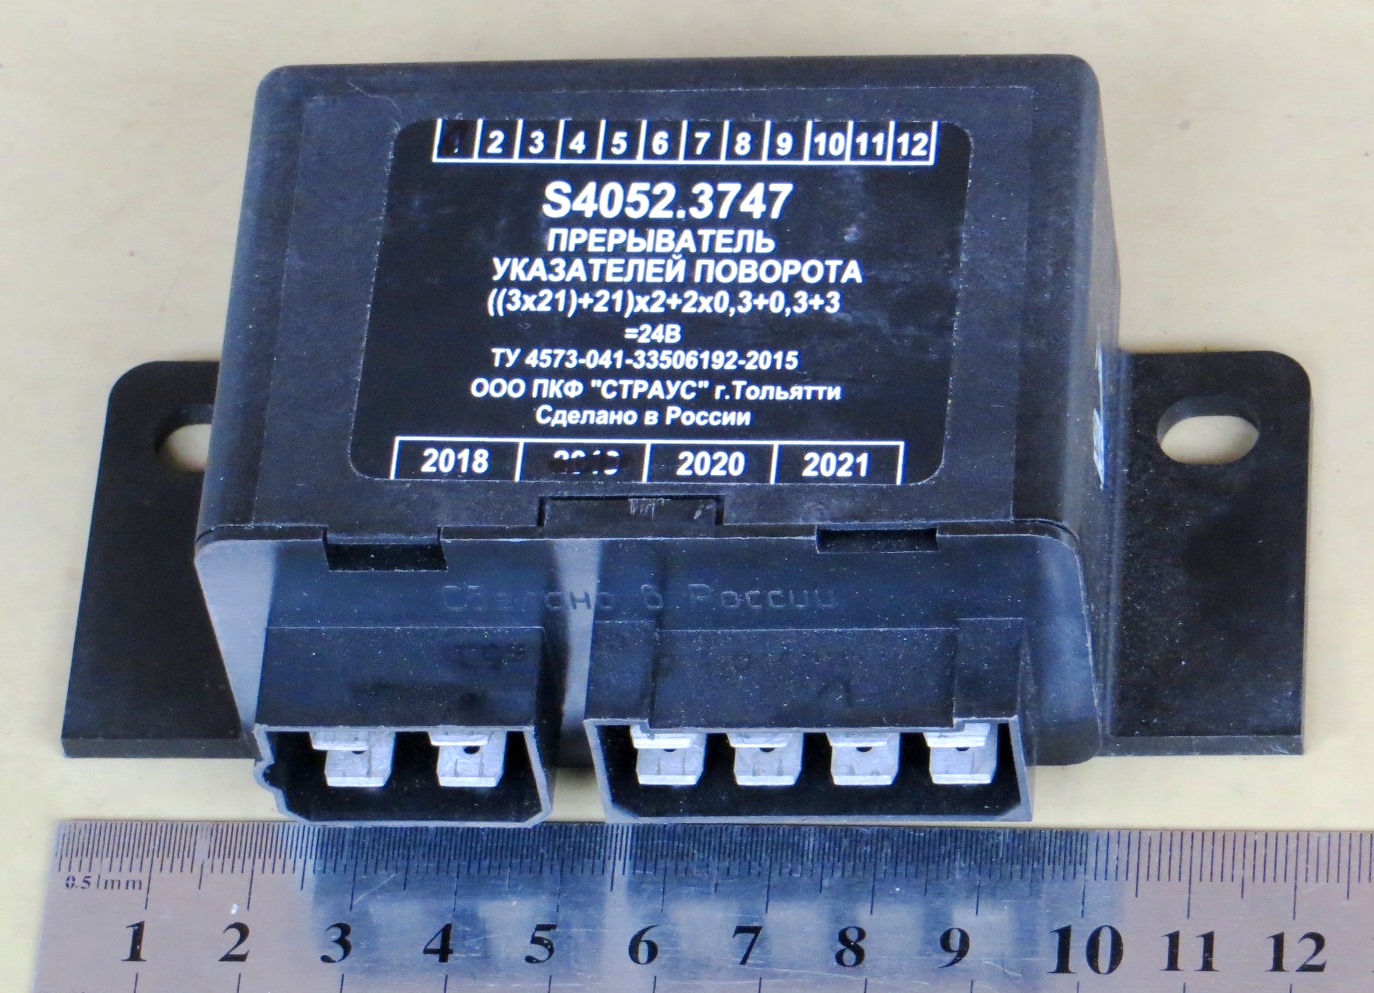 1 2 3 4 5 6 7 8 9 10 11 12
S4052.3747
ПРЕРЫВАТЕЛЬ
УКАЗАТЕЛЕЙ ПОВОРОТА
((3x21)+21)x2+2x0,3+0,3+3
=24В
ТУ 4573-041-33506192-2015
ООО ПКФ "СТРАУС" г.Тольятти
Сделано в России
2018 2019 2020 2021
Сделано в России
0.5/mm
1 2 3 4 5 6 7 8 9 10 11 12